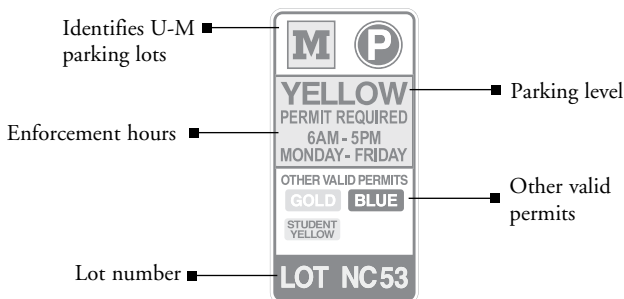 Identifies U-M
parking lots
M P
YELLOW
Parking level
PERMIT REQUIRED
Enforcement hours
6AM - 5PM
MONDAY - FRIDAY
OTHER VALID PERMITS
GOLD BLUE
Other valid
permits
STUDENT
YELLOW
Lot number
LOT NC53